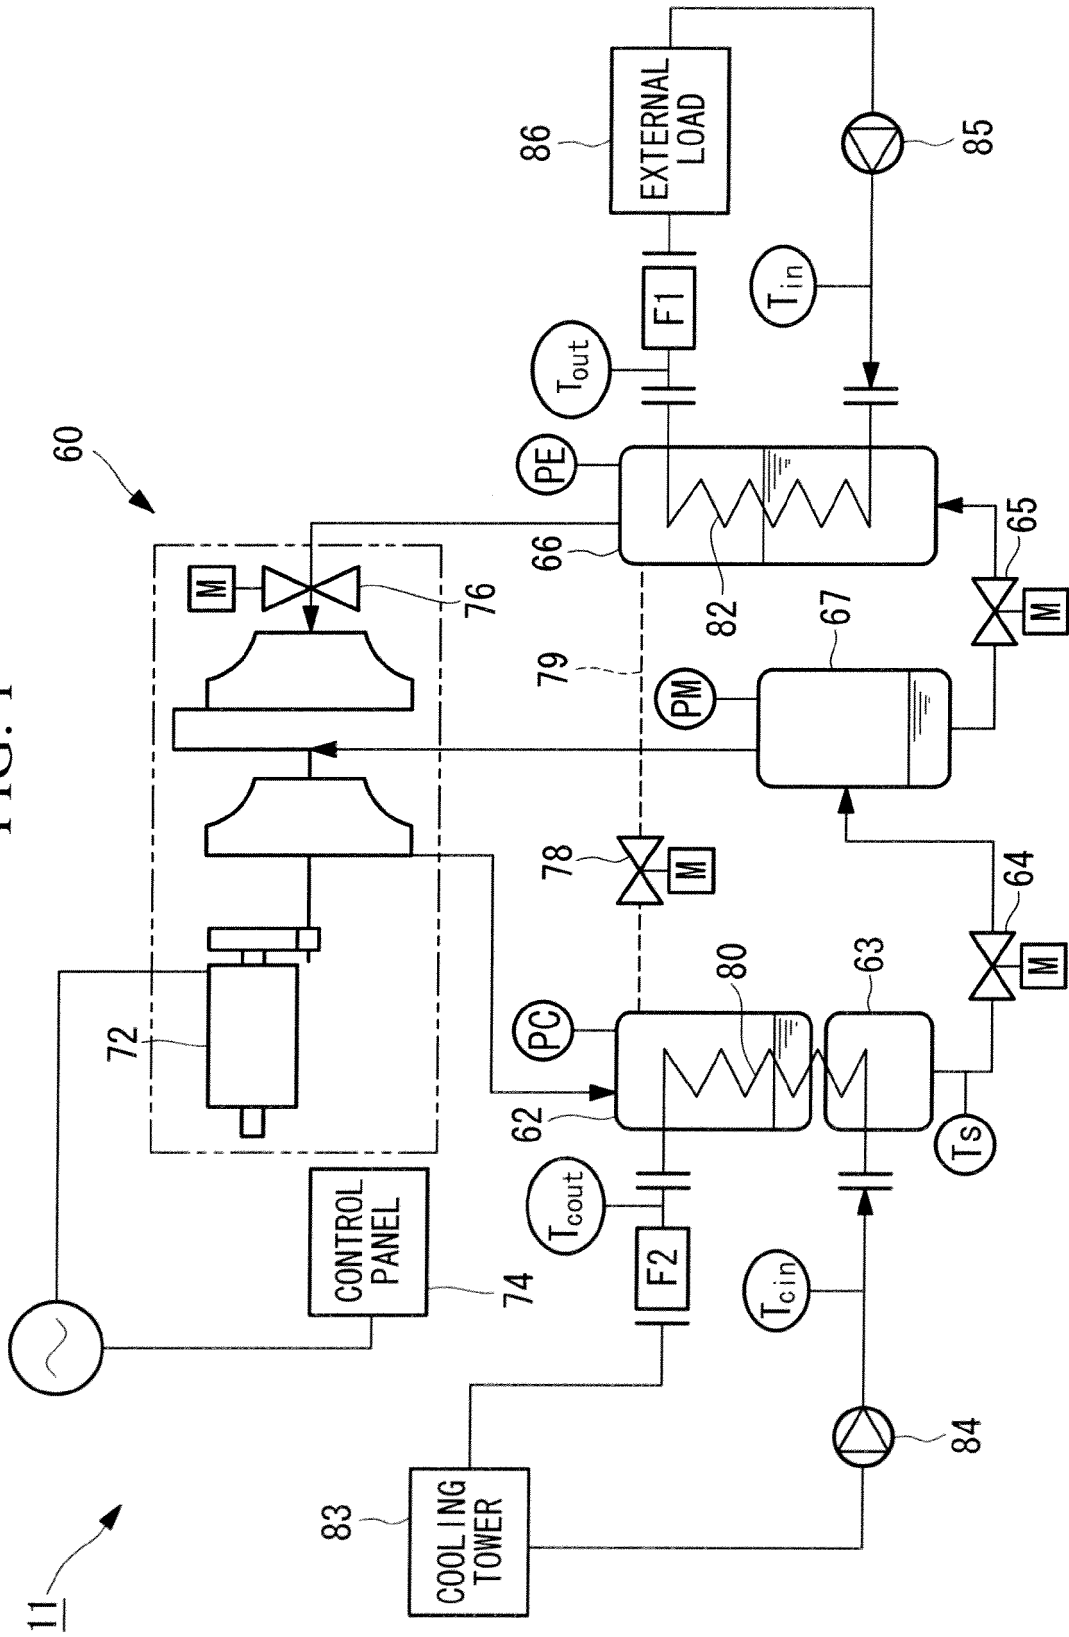 FIG. 1
11
60
72
M
76
CONTROL
PANEL
74
83
COOLING
TOWER
62
PC
Tcout
F2
80
63
Ts
Tcin
84
78
M
79
64
M
PM
67
65
M
66
PE
82
Tout
F1
86
EXTERNAL
LOAD
Tin
85